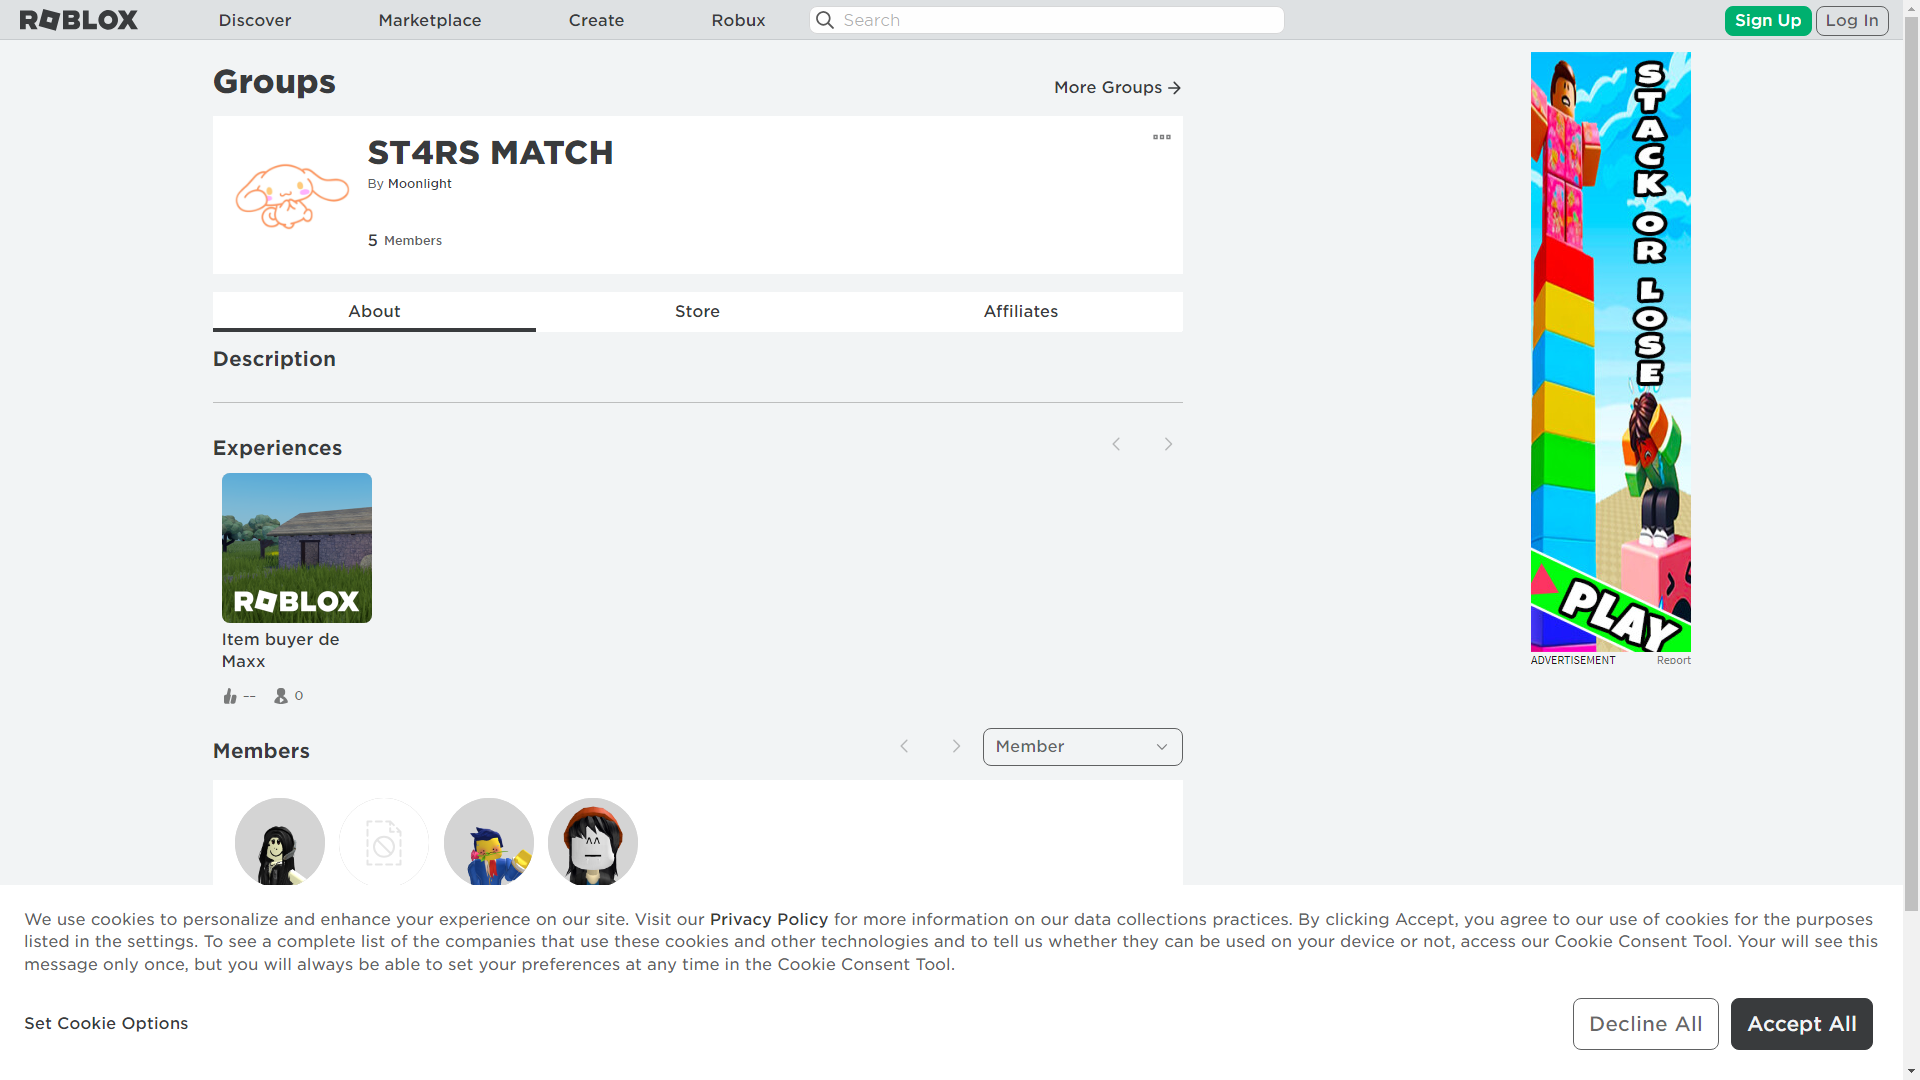 ROBLOX
Discover
Marketplace
Create
Robux
Search
Sign Up
Log In
Groups
More Groups
ST4RS MATCH
By Moonlight
5 Members
About
Store
Affiliates
Description
Experiences
ROBLOX
Item buyer de
Maxx
--
0
Members
Member
STACK OR LOSE
PLAY
ADVERTISEMENT
Report
We use cookies to personalize and enhance your experience on our site. Visit our Privacy Policy for more information on our data collections practices. By clicking Accept, you agree to our use of cookies for the purposes
listed in the settings. To see a complete list of the companies that use these cookies and other technologies and to tell us whether they can be used on your device or not, access our Cookie Consent Tool. Your will see this
message only once, but you will always be able to set your preferences at any time in the Cookie Consent Tool.
Set Cookie Options
Decline All
Accept All